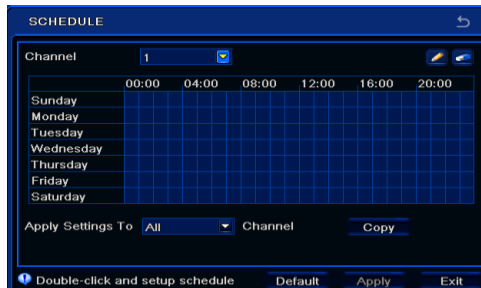 SCHEDULE
Channel 1
00:00 04:00 08:00 12:00 16:00 20:00
Sunday
Monday
Tuesday
Wednesday
Thursday
Friday
Saturday
Apply Settings To All Channel Copy
Double-click and setup schedule Default Apply Exit